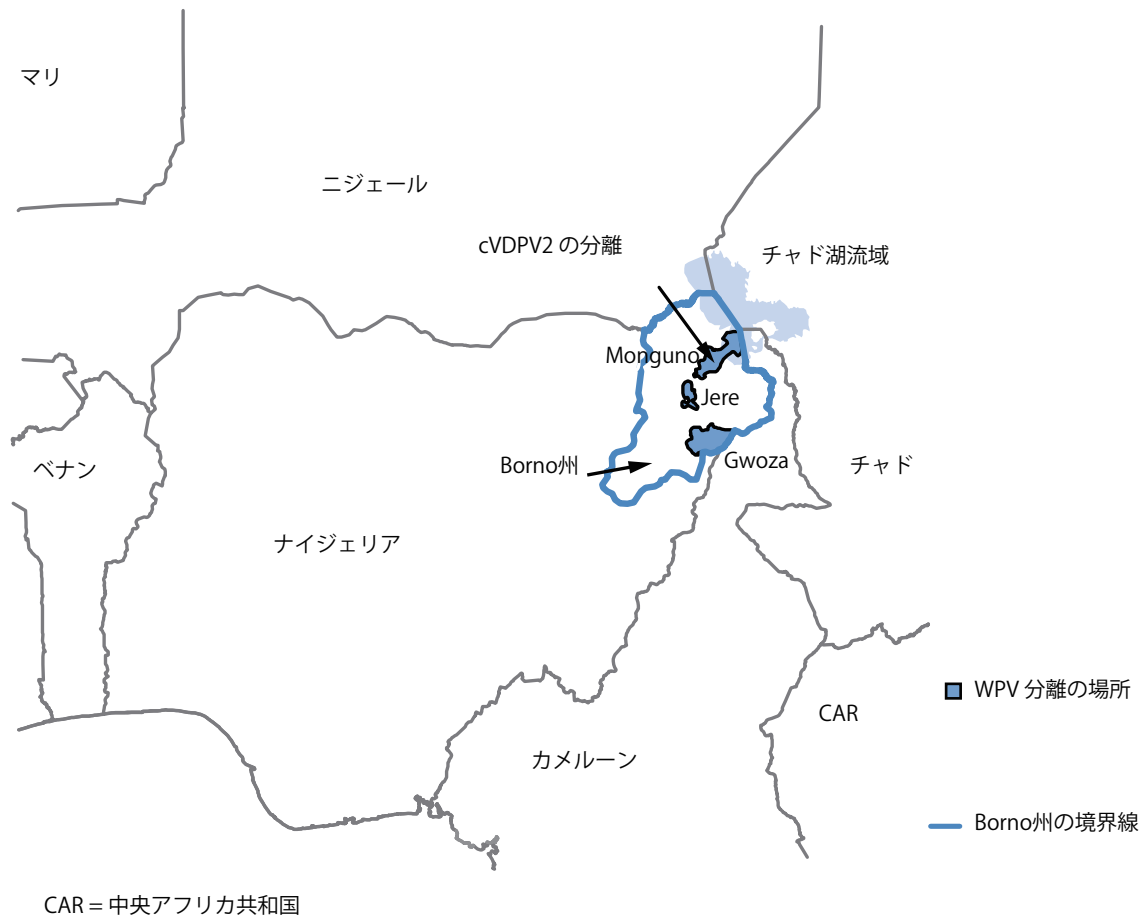 マリ
ニジェール
cVDPV2 の分離
チャド湖流域
Monguno
Jere
Borno州
Gwoza
チャド
ベナン
ナイジェリア
WPV 分離の場所
CAR
カメルーン
Borno州の境界線
CAR = 中央アフリカ共和国